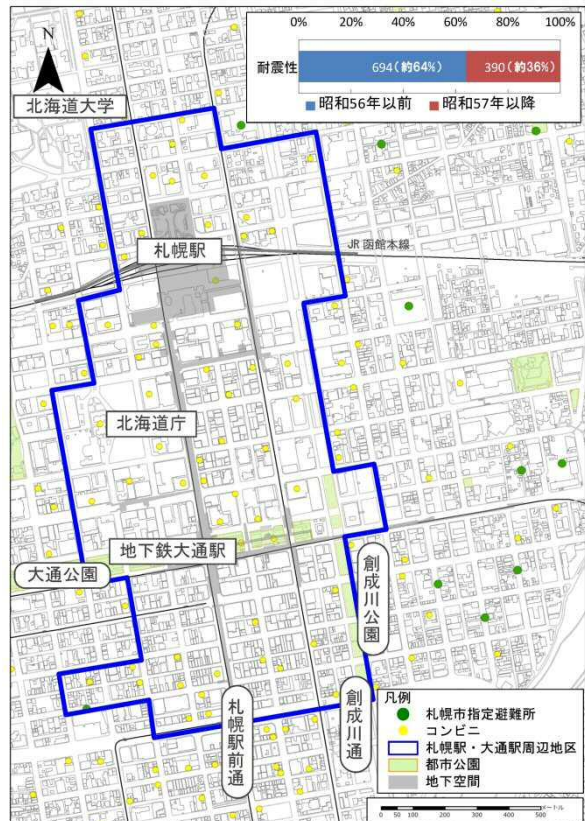 0% 20% 40% 60% 80% 100%
耐震性 694(約64%) 390(約36%)
昭和56年以前 昭和57年以降
N
北海道大学
札幌駅
JR 函館本線
北海道庁
地下鉄大通駅
大通公園
創成川公園
札幌駅前通
創成川通
凡例
札幌市指定避難所
コンビニ
札幌駅・大通駅周辺地区
都市公園
地下空間
0 50 100 200 300 400 500
メートル